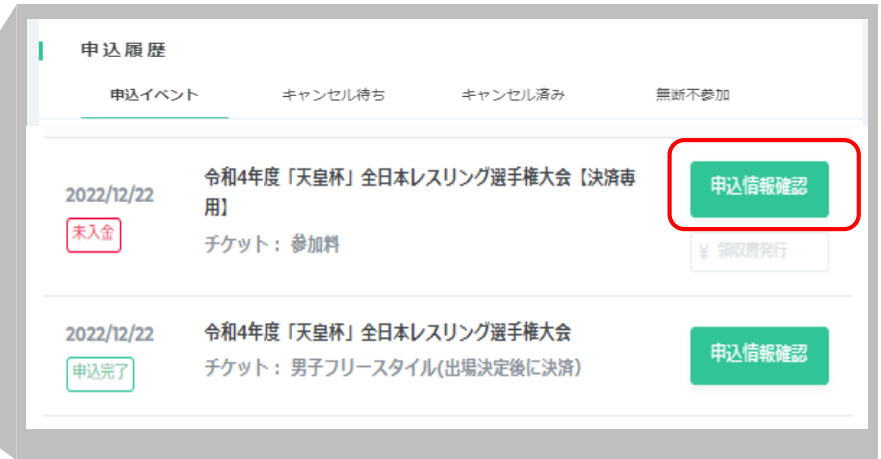 申込履歴
申込イベント キャンセル待ち キャンセル済み 無断不参加
2022/12/22
未入金
令和4年度「天皇杯」全日本レスリング選手権大会【決済専
用】
チケット： 参加料
申込情報確認
¥ 領収書発行
2022/12/22
申込完了
令和4年度「天皇杯」全日本レスリング選手権大会
チケット： 男子フリースタイル(出場決定後に決済)
申込情報確認